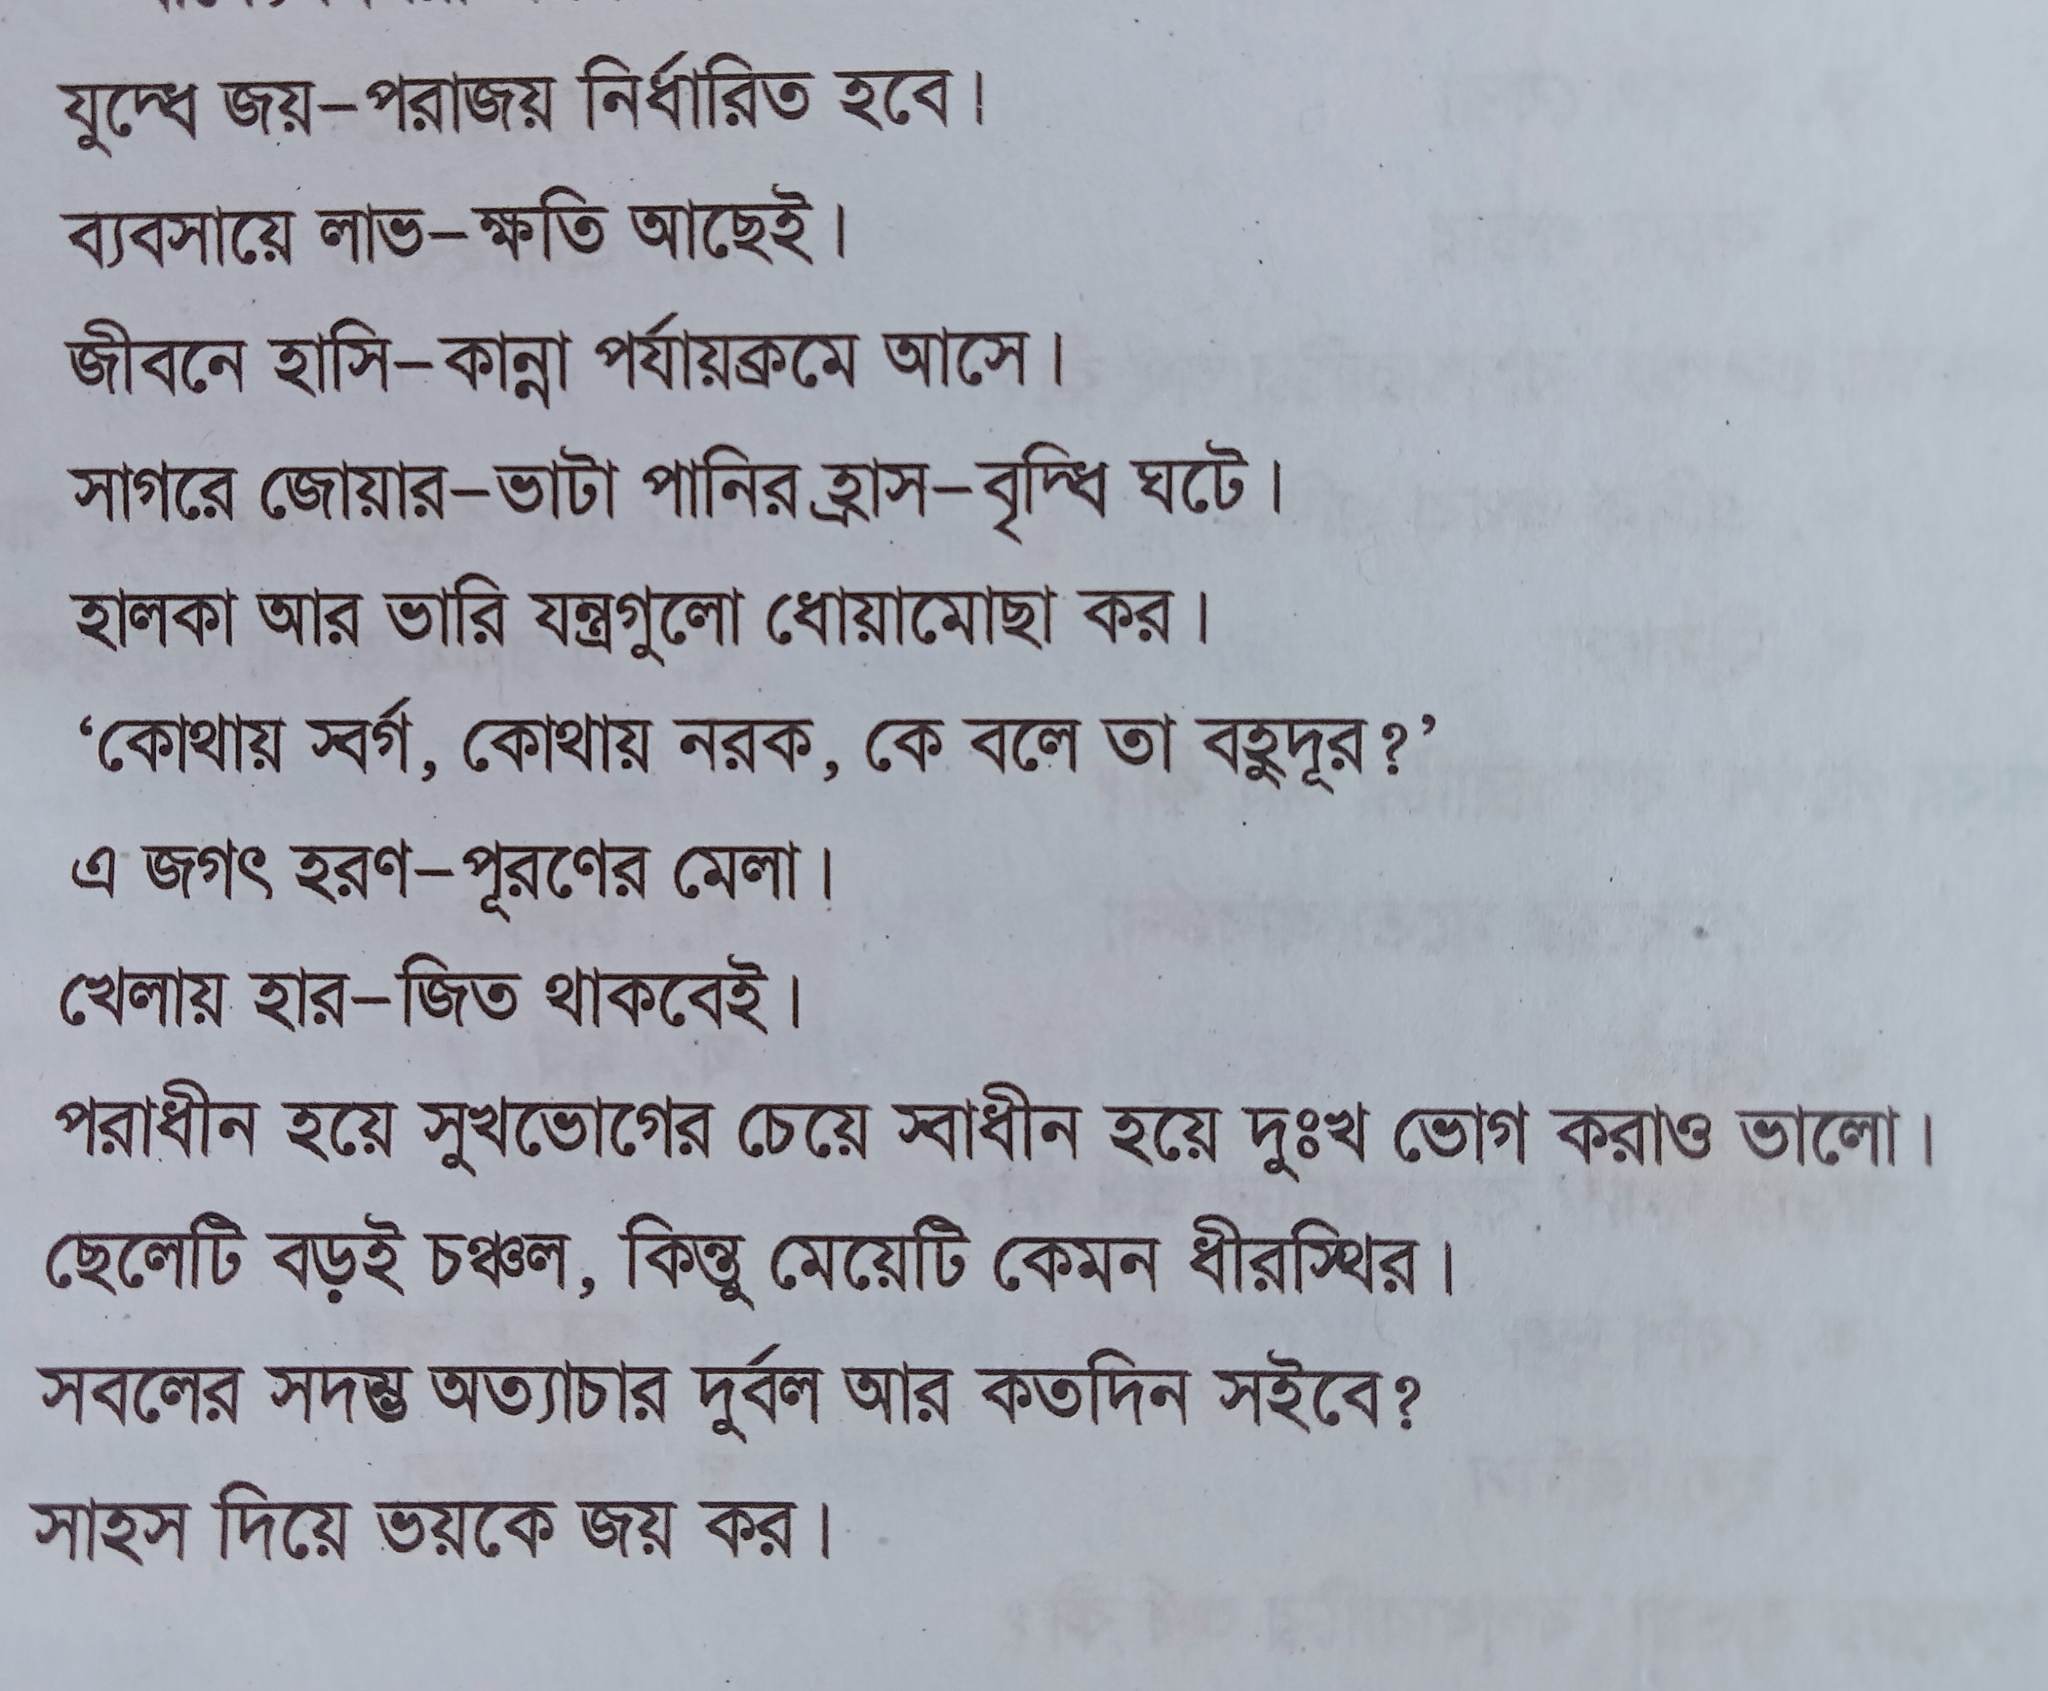 যুদ্ধে জয়-পরাজয় নির্ধারিত হবে।
ব্যবসায়ে লাভ-ক্ষতি আছেই।
জীবনে হাসি-কান্না পর্যায়ক্রমে আসে।
সাগরে জোয়ার-ভাটা পানির হ্রাস-বৃদ্ধি ঘটে।
হালকা আর ভারি যন্ত্রগুলো ধোয়ামোছা কর।
‘কোথায় স্বর্গ, কোথায় নরক, কে বলে তা বহুদূর?’
এ জগৎ হরণ-পূরণের মেলা।
খেলায় হার-জিত থাকবেই।
পরাধীন হয়ে সুখভোগের চেয়ে স্বাধীন হয়ে দুঃখ ভোগ করাও ভালো।
ছেলেটি বড়ই চঞ্চল, কিন্তু মেয়েটি কেমন ধীরস্থির।
সবলের সদম্ভ অত্যাচার দুর্বল আর কতদিন সইবে?
সাহস দিয়ে ভয়কে জয় কর।